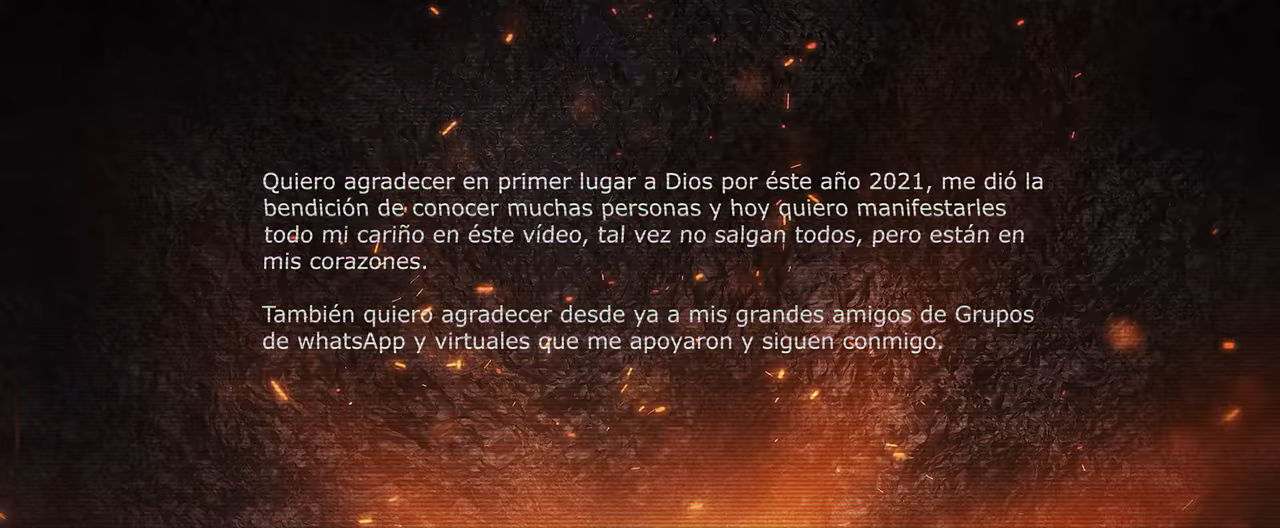 Quiero agradecer en primer lugar a Dios por éste año 2021, me dió la
bendición de conocer muchas personas y hoy quiero manifestarles
todo mi cariño en éste vídeo, tal vez no salgan todos, pero están en
mis corazones.
También quiero agradecer desde ya a mis grandes amigos de Grupos
de whatsApp y virtuales que me apoyaron y siguen conmigo.